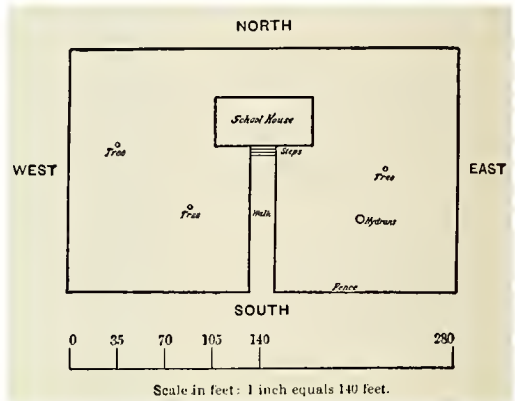 NORTH
School House
Steps
Tree
WEST
Tree
EAST
Tree
Walk
Hydrant
Fence
SOUTH
0 35 70 105 140 280
Scale in feet: 1 inch equals 140 feet.